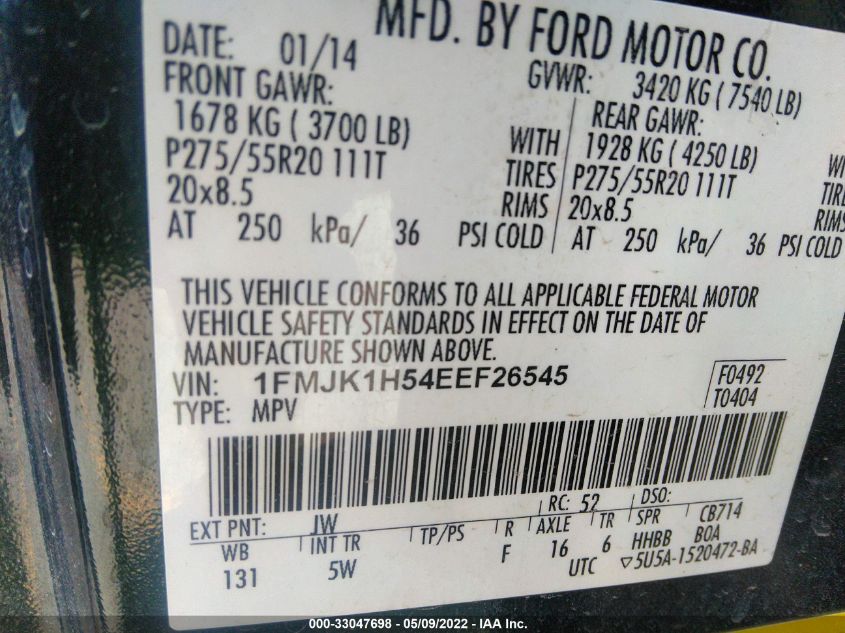 MFD. BY FORD MOTOR CO.
DATE: 01/14 GVWR: 3420 KG ( 7540 LB)
FRONT GAWR: REAR GAWR:
1678 KG ( 3700 LB) WITH 1928 KG ( 4250 LB)
P275/55R20 111T TIRES P275/55R20 111T
20x8.5 RIMS 20x8.5 RIMS
AT 250 kPa/ 36 PSI COLD AT 250 kPa/ 36 PSI COLD
THIS VEHICLE CONFORMS TO ALL APPLICABLE FEDERAL MOTOR
VEHICLE SAFETY STANDARDS IN EFFECT ON THE DATE OF
MANUFACTURE SHOWN ABOVE.
VIN: 1FMJK1H54EEF26545 F0492
TYPE: MPV T0404
RC: 52 DSO:
EXT PNT: JW
WB INT TR TP/PS R AXLE TR SPR CB714
131 5W F 16 6 HHBB BOA
UTC ▽5U5A-1520472-BA
000-33047698 — 05/09/2022 — IAA Inc.